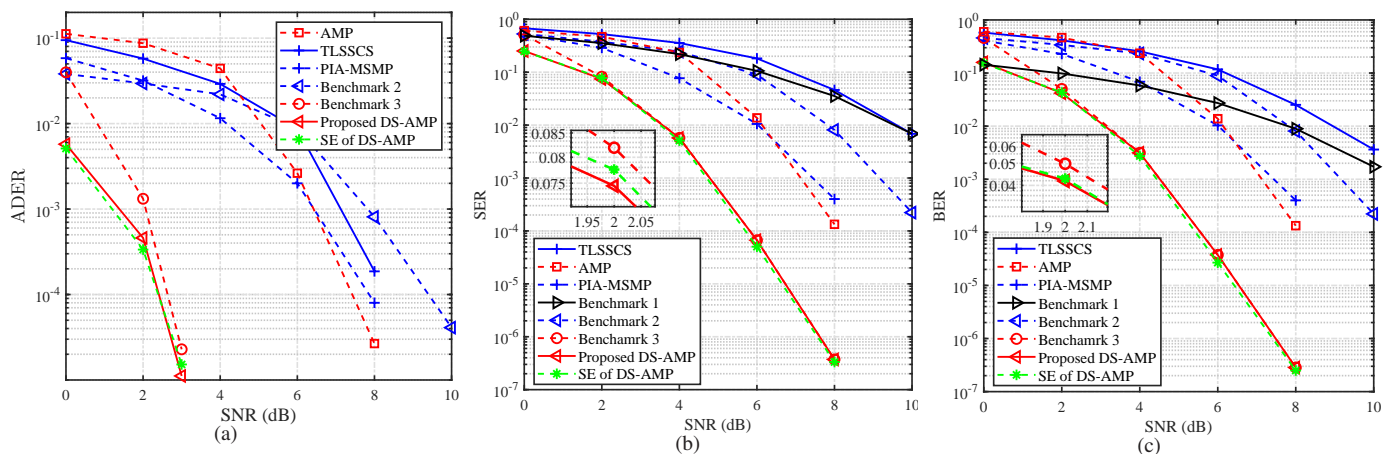 AMP
TLSSCS
PIA-MSMP
Benchmark 2
Benchmark 3
Proposed DS-AMP
SE of DS-AMP
10^-1
10^-2
10^-3
10^-4
ADER
0 2 4 6 8 10
SNR (dB)
(a)
10^0
10^-1
10^-2
10^-3
10^-4
10^-5
10^-6
10^-7
SER
0.085
0.08
0.075
1.95 2 2.05
TLSSCS
AMP
PIA-MSMP
Benchmark 1
Benchmark 2
Benchamrk 3
Proposed DS-AMP
SE of DS-AMP
0 2 4 6 8 10
SNR (dB)
(b)
10^0
10^-1
10^-2
10^-3
10^-4
10^-5
10^-6
10^-7
BER
0.06
0.05
0.04
1.9 2 2.1
TLSSCS
AMP
PIA-MSMP
Benchmark 1
Benchmark 2
Benchamrk 3
Proposed DS-AMP
SE of DS-AMP
0 2 4 6 8 10
SNR (dB)
(c)